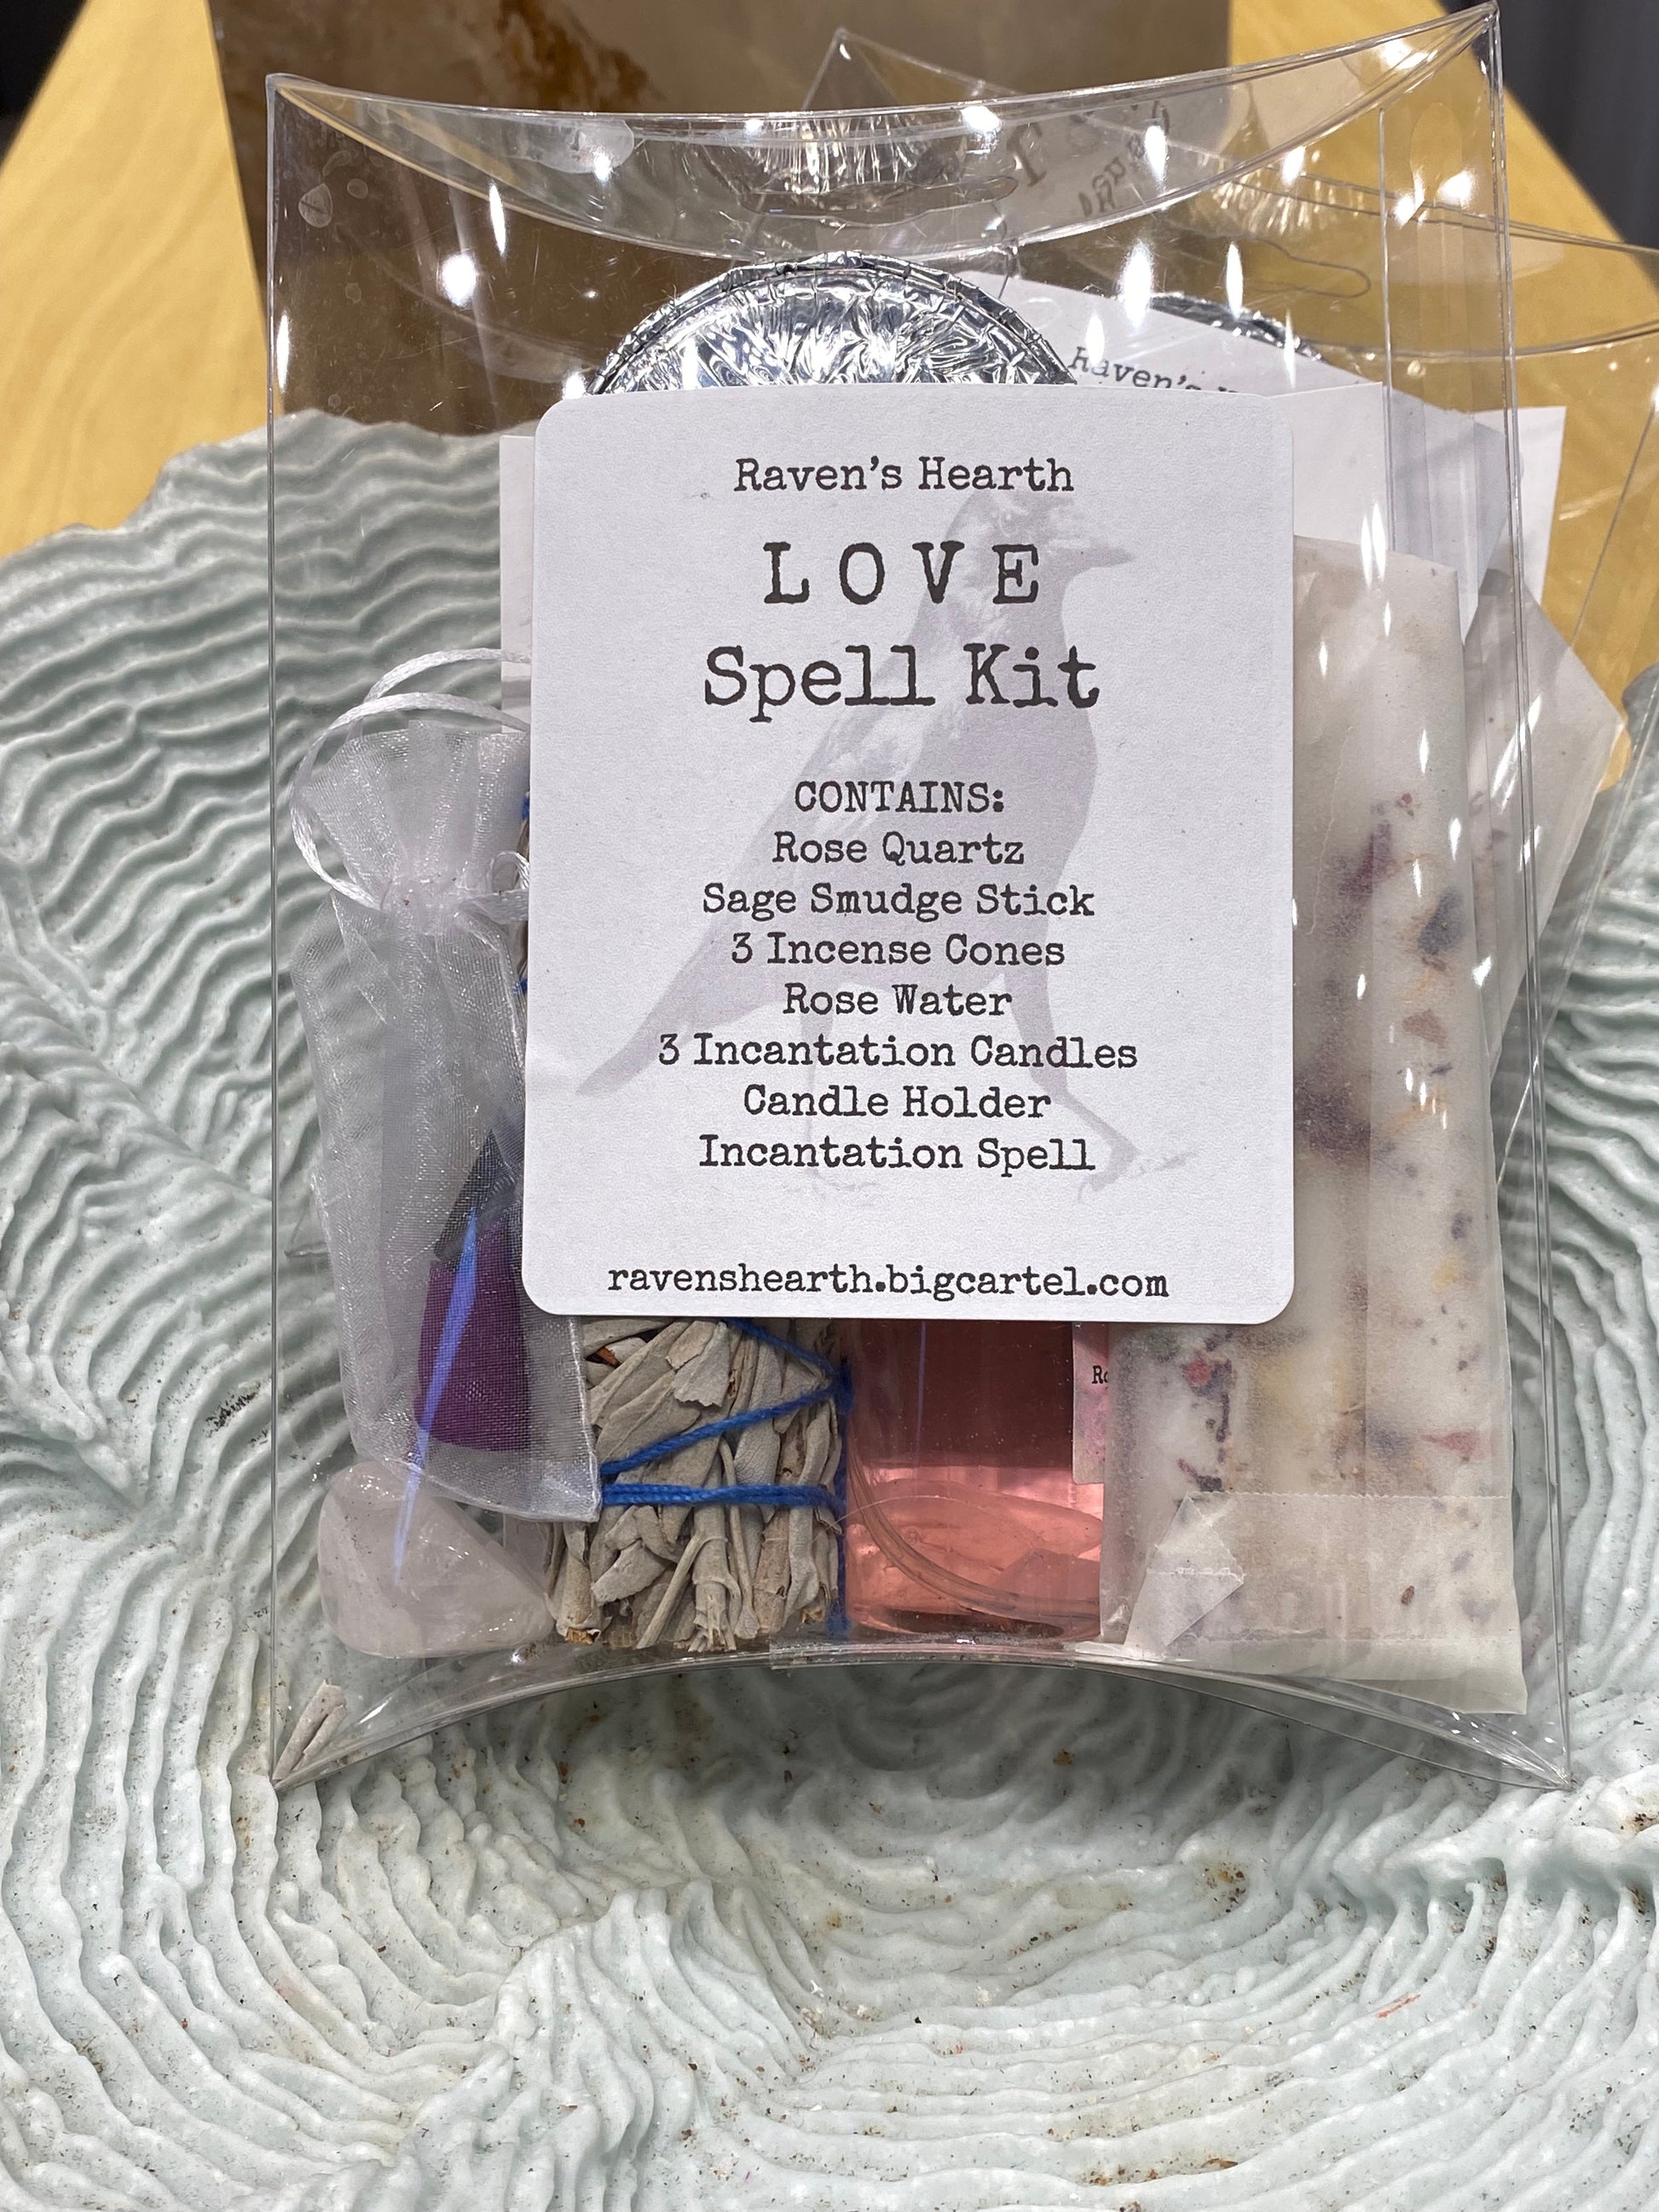 Raven's
Raven's Hearth
LOVE
Spell Kit
CONTAINS:
Rose Quartz
Sage Smudge Stick
3 Incense Cones
Rose Water
3 Incantation Candles
Candle Holder
Incantation Spell
ravenshearth.bigcartel.com